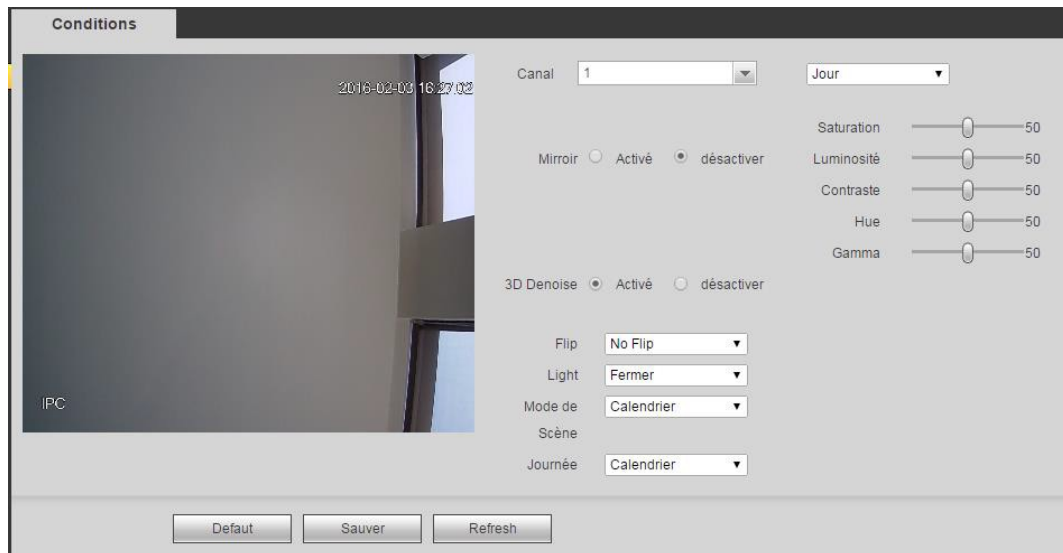 Conditions
2016-02-03 16:27:02
IPC
Canal 1 Jour
Mirroir Activé désactiver
3D Denoise Activé désactiver
Flip No Flip
Light Fermer
Mode de Scène Calendrier
Journée Calendrier
Saturation 50
Luminosité 50
Contraste 50
Hue 50
Gamma 50
Defaut Sauver Refresh